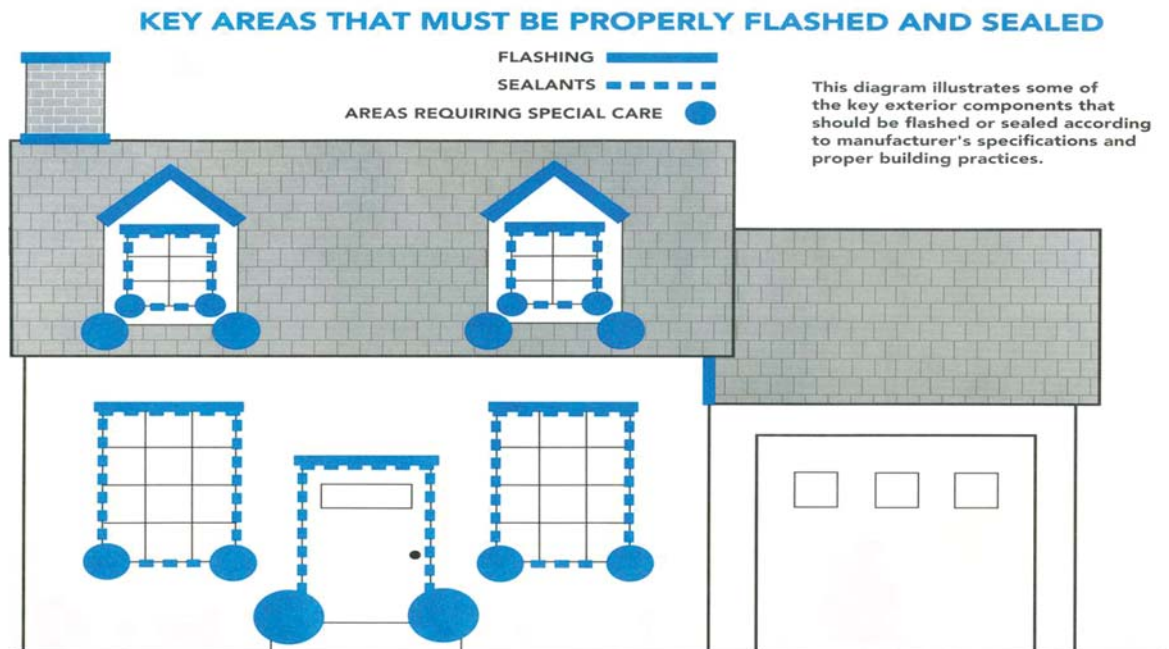 KEY AREAS THAT MUST BE PROPERLY FLASHED AND SEALED
FLASHING
SEALANTS
AREAS REQUIRING SPECIAL CARE
This diagram illustrates some of
the key exterior components that
should be flashed or sealed according
to manufacturer's specifications and
proper building practices.